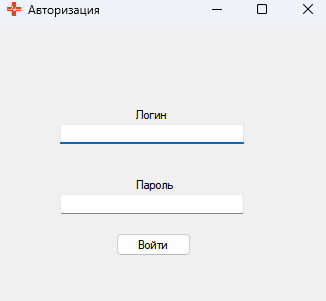 Авторизация
Логин
Пароль
Войти